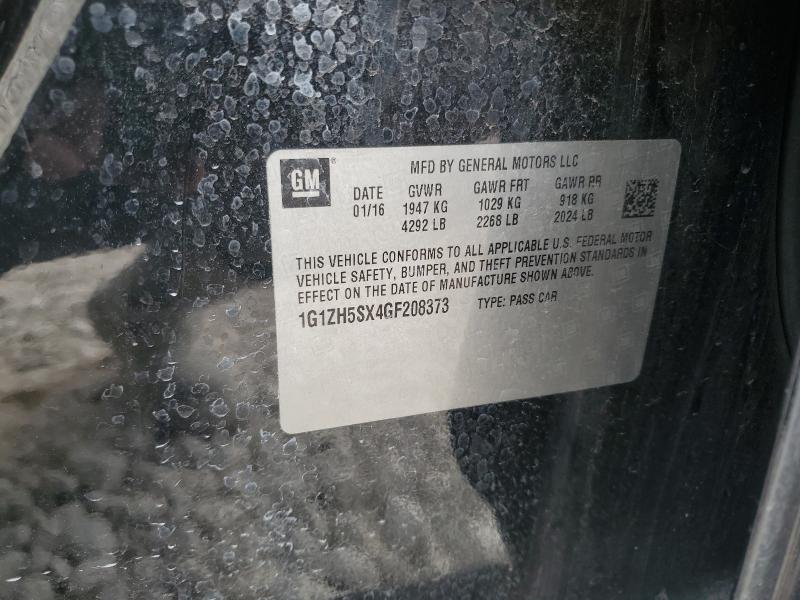 GM ®
MFD BY GENERAL MOTORS LLC
DATE GVWR GAWR FRT GAWR RR
01/16 1947 KG 1029 KG 918 KG
4292 LB 2268 LB 2024 LB
THIS VEHICLE CONFORMS TO ALL APPLICABLE U.S. FEDERAL MOTOR
VEHICLE SAFETY, BUMPER, AND THEFT PREVENTION STANDARDS IN
EFFECT ON THE DATE OF MANUFACTURE SHOWN ABOVE.
1G1ZH5SX4GF208373 TYPE: PASS CAR